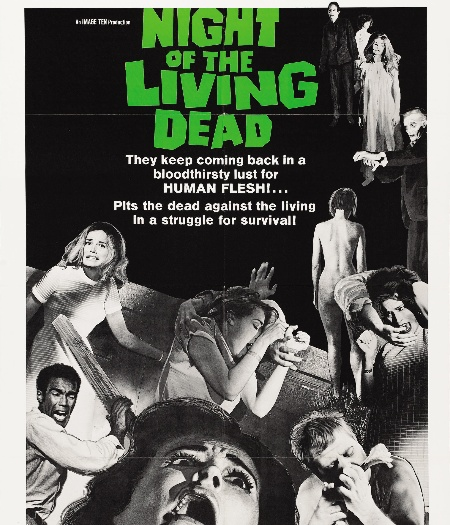 An IMAGE TEN Production
NIGHT
OF THE
LIVING
DEAD
They keep coming back in a
bloodthirsty lust for
HUMAN FLESH!...
Pits the dead against the living
in a struggle for survival!